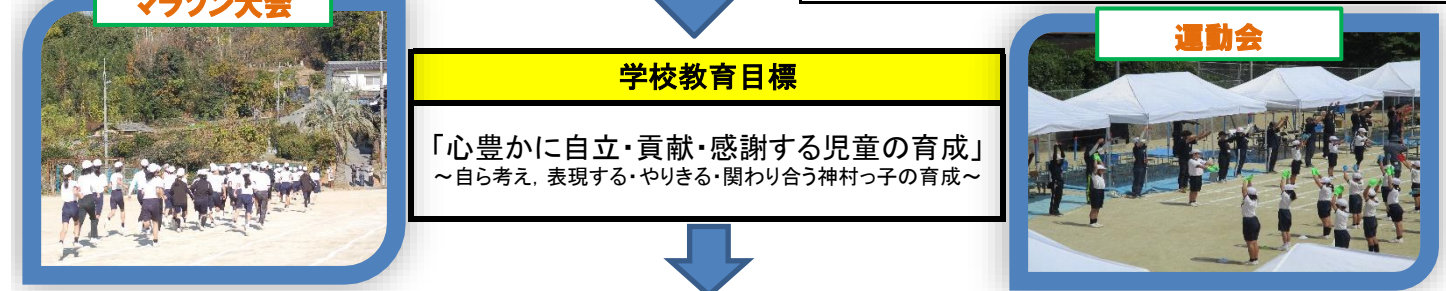 マラソン大会
運動会
学校教育目標
「心豊かに自立・貢献・感謝する児童の育成」
～自ら考え，表現する・やりきる・関わり合う神村っ子の育成～